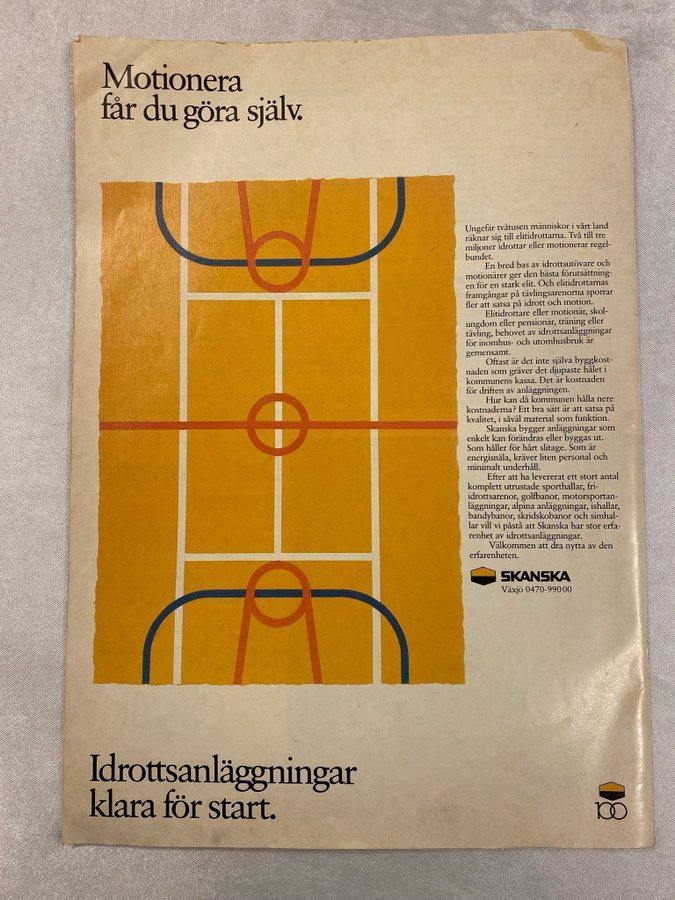 Motionera
får du göra själv.
Ungefär tvåtusen människor i vårt land
räknar sig till elitidrottarna. Två till tre
miljoner idrottar eller motionerar regel-
bundet.
En bred bas av idrottsutövare och
motionärer ger den bästa förutsättning-
en för en stark elit. Och elitidrottarnas
framgångar på tävlingsarenorna sporrar
fler att satsa på idrott och motion.
Elitidrottare eller motionär, skol-
ungdom eller pensionär, träning eller
tävling, behovet av idrottsanläggningar
för inomhus- och utomhusbruk är
gemensamt.
Oftast är det inte själva byggkost-
naden som gräver det djupaste hålet i
kommunens kassa. Det är kostnaden
för driften av anläggningen.
Hur kan då kommunen hålla nere
kostnaderna? Ett bra sätt är att satsa på
kvalitet, i såväl material som funktion.
Skanska bygger anläggningar som
enkelt kan förändras eller byggas ut.
Som håller för hårt slitage. Som är
energisnåla, kräver liten personal och
minimalt underhåll.
Efter att ha levererat ett stort antal
komplett utrustade sporthallar, fri-
idrottsarenor, golfbanor, motorsportan-
läggningar, alpina anläggningar, ishallar,
bandybanor, skridskobanor och simhal-
lar vill vi påstå att Skanska har stor erfa-
renhet av idrottsanläggningar.
Välkommen att dra nytta av den
erfarenheten.
SKANSKA
Växjö 0470-99000
Idrottsanläggningar
klara för start.
100